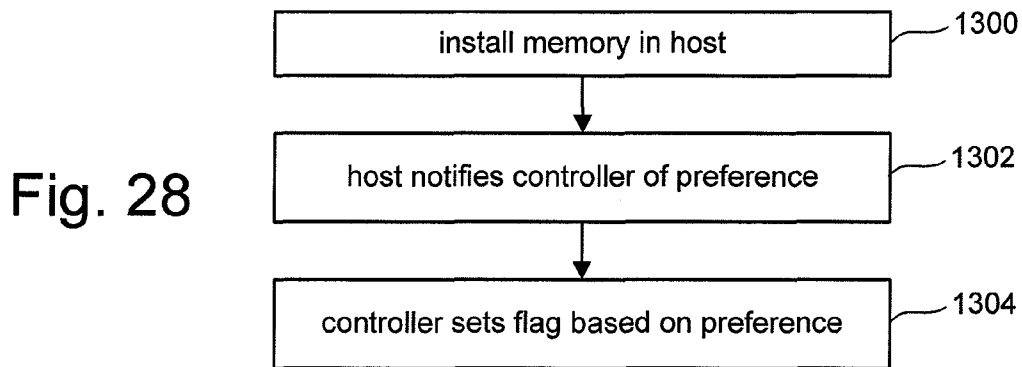 install memory in host
1300
host notifies controller of preference
1302
Fig. 28
controller sets flag based on preference
1304